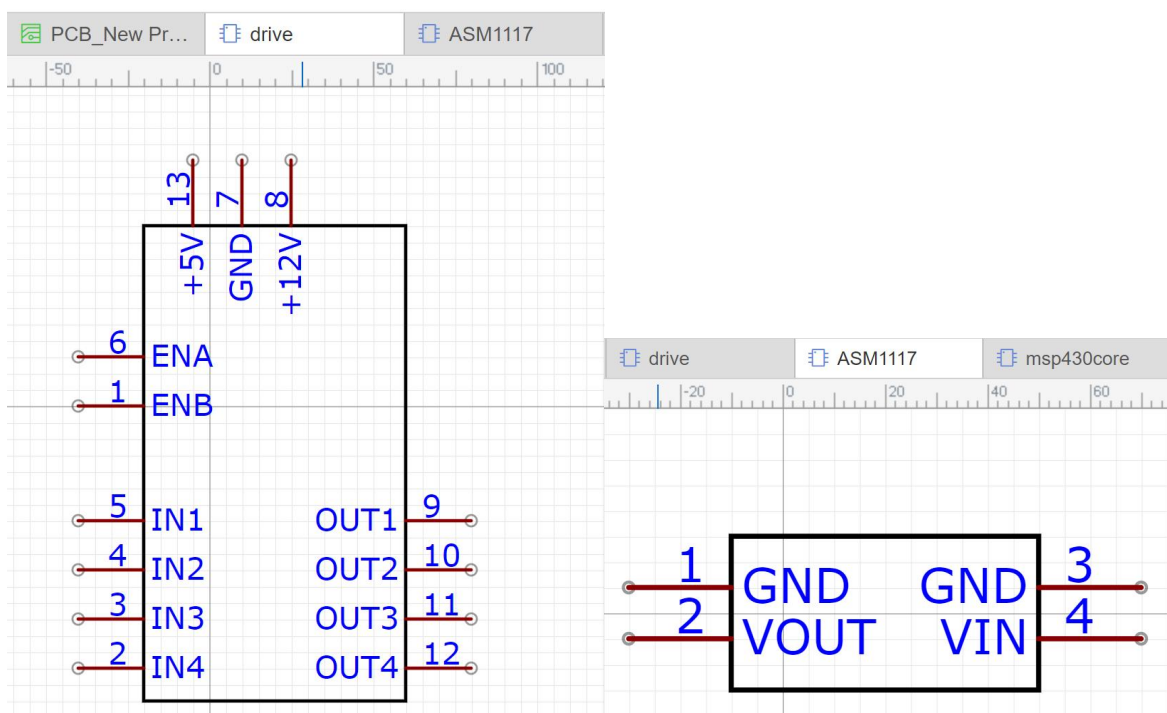 PCB_New Pr... drive ASM1117
-50 0 50 100
13 7 8
+5V GND +12V
6 ENA
1 ENB
5 IN1 OUT1 9
4 IN2 OUT2 10
3 IN3 OUT3 11
2 IN4 OUT4 12
drive ASM1117 msp430core
-20 0 20 40 60
1 GND GND 3
2 VOUT VIN 4